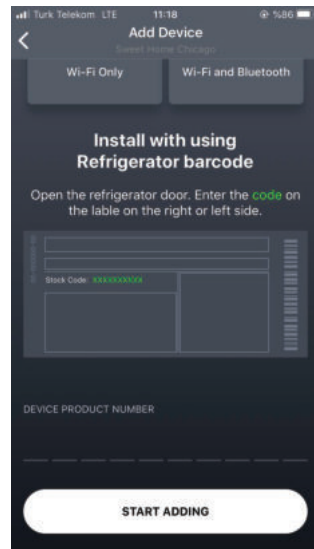 Turk Telekom LTE 11:18 %86
Add Device
Sweet Home Chicago
Wi-Fi Only
Wi-Fi and Bluetooth
Install with using
Refrigerator barcode
Open the refrigerator door. Enter the code on
the lable on the right or left side.
Stock Code: XXXXXXXXXX
DEVICE PRODUCT NUMBER
START ADDING